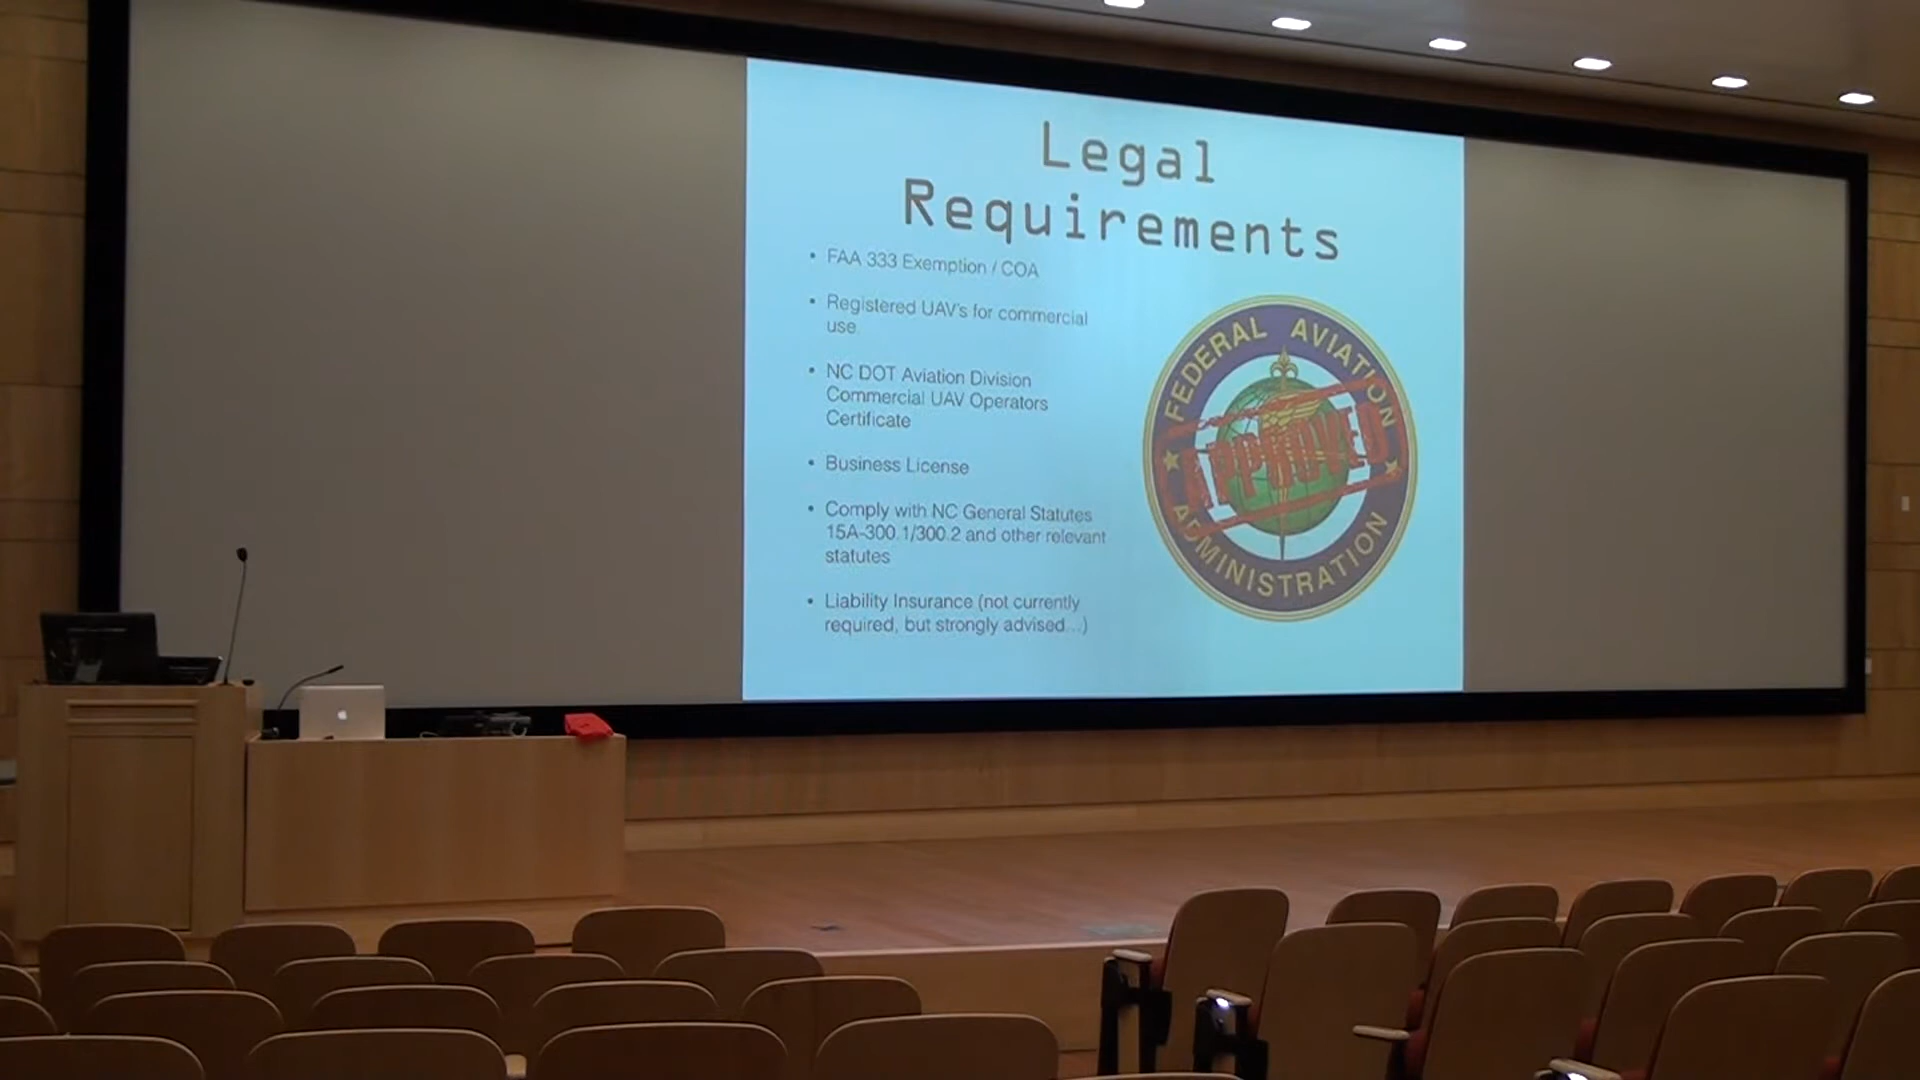 Legal
Requirements
• FAA 333 Exemption / COA
• Registered UAV's for commercial
use.
• NC DOT Aviation Division
Commercial UAV Operators
Certificate
• Business License
• Comply with NC General Statutes
15A-300.1/300.2 and other relevant
statutes
• Liability Insurance (not currently
required, but strongly advised...)
FEDERAL AVIATION
APPROVED
ADMINISTRATION